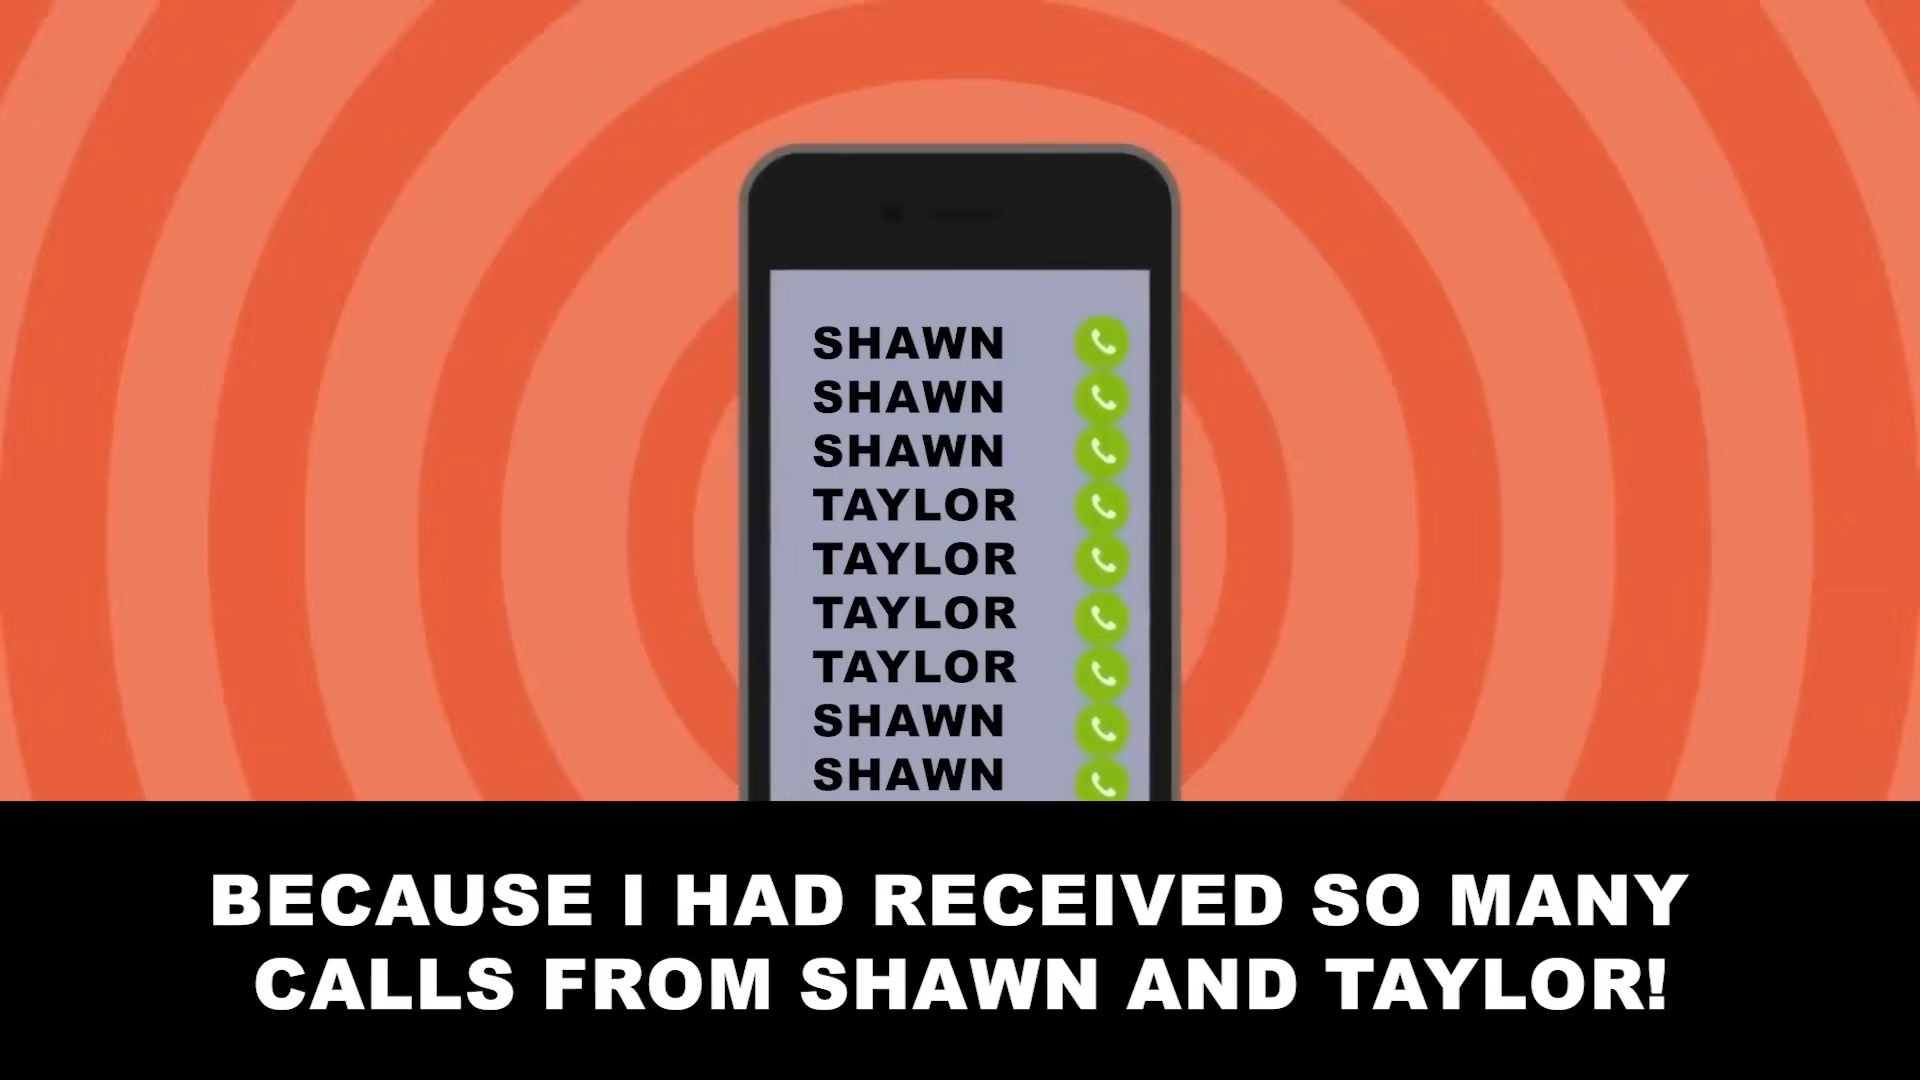 SHAWN
SHAWN
SHAWN
TAYLOR
TAYLOR
TAYLOR
TAYLOR
SHAWN
SHAWN
BECAUSE I HAD RECEIVED SO MANY
CALLS FROM SHAWN AND TAYLOR!